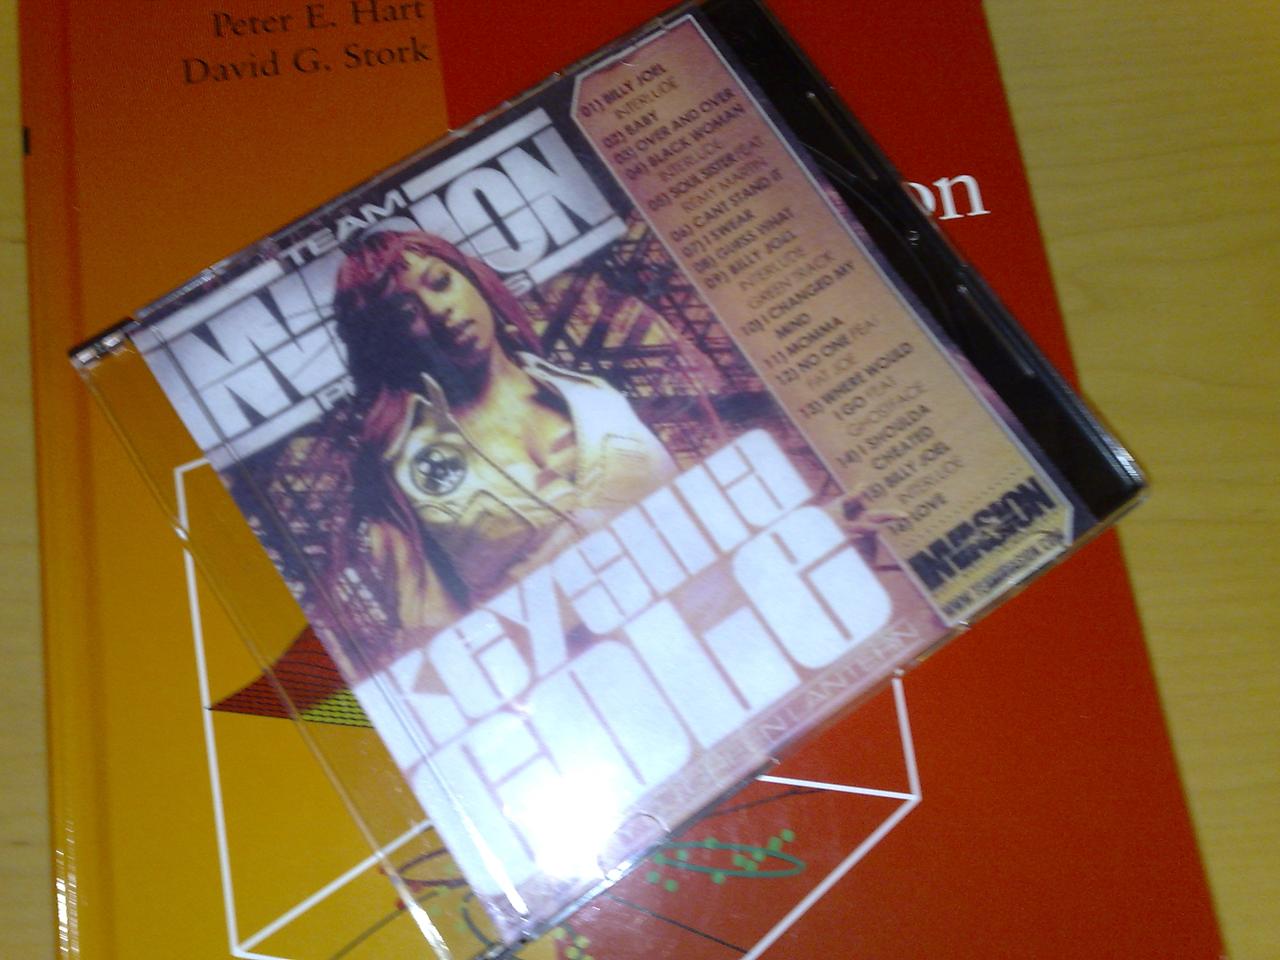 Peter E. Hart
David G. Stork
on
TEAM
INVASION
KEYSHIA
COLE
GREEN LANTERN
01) BILLY JOEL
INTERLUDE
02) BABY
03) OVER AND OVER
04) BLACK WOMAN
INTERLUDE
05) SOUL SISTER FEAT
REMY MARTIN
06) CANT STAND IT
07) I SWEAR
08) GUESS WHAT
09) BILLY JOEL
INTERLUDE
GREEN TRACK
10) I CHANGED MY
MIND
11) MOMMA
12) NO ONE FEAT
FAT JOE
13) WHERE WOULD
I GO FEAT
GHOSTFACE
14) I SHOULDA
CHEATED
15) BILLY JOEL
INTERLUDE
16) LOVE
INVASION
WWW.TEAMINVASION.COM